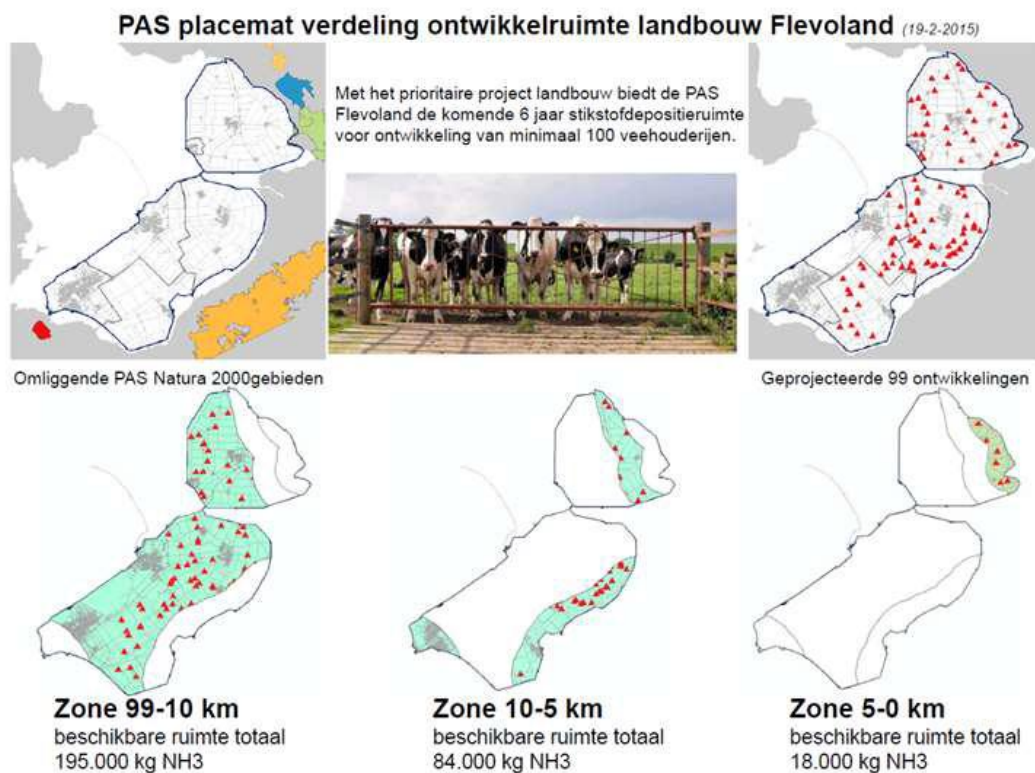 PAS placemat verdeling ontwikkelruimte landbouw Flevoland (19-2-2015)
Met het prioritaire project landbouw biedt de PAS
Flevoland de komende 6 jaar stikstofdepositieruimte
voor ontwikkeling van minimaal 100 veehouderijen.
Omliggende PAS Natura 2000gebieden
Geprojecteerde 99 ontwikkelingen
Zone 99-10 km
beschikbare ruimte totaal
195.000 kg NH3
Zone 10-5 km
beschikbare ruimte totaal
84.000 kg NH3
Zone 5-0 km
beschikbare ruimte totaal
18.000 kg NH3